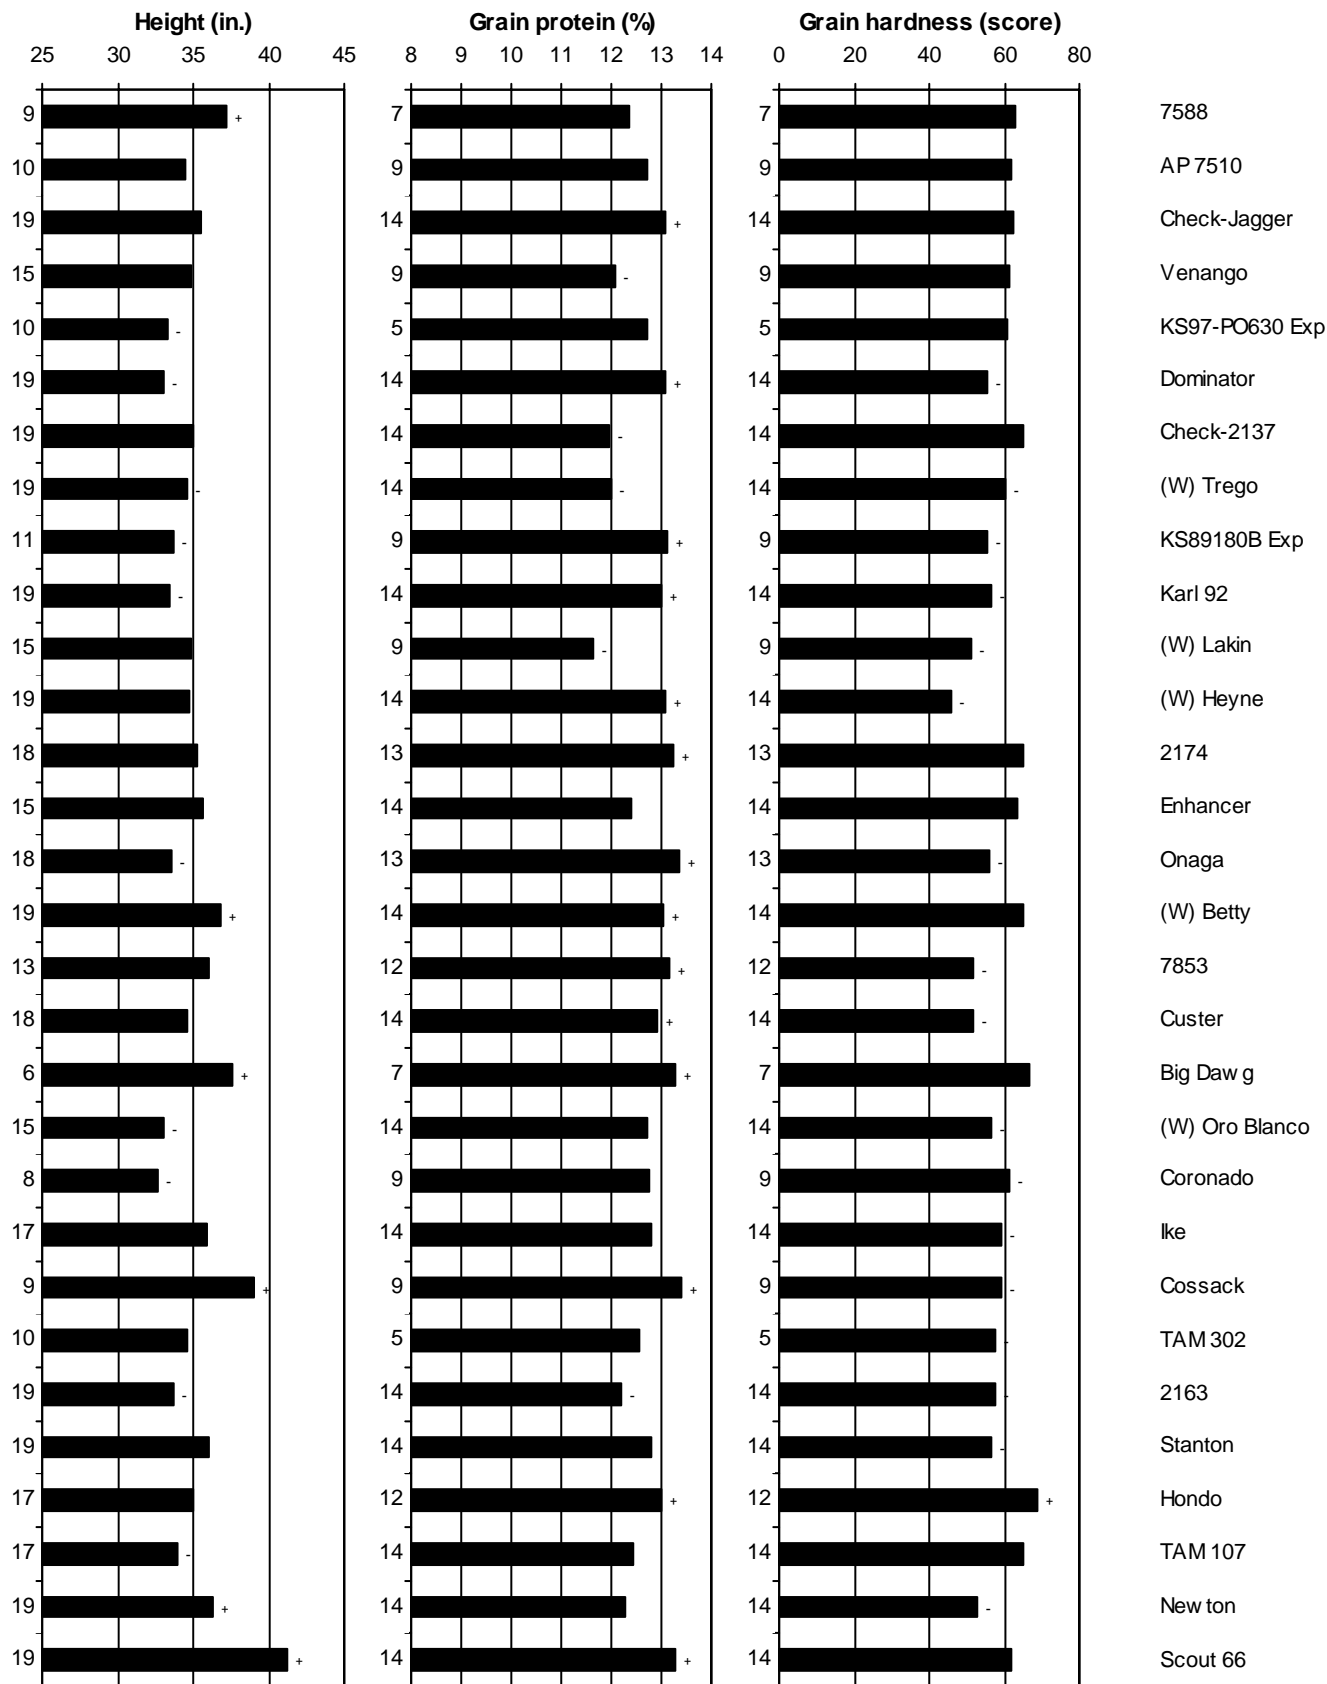 Height (in.) Grain protein (%) Grain hardness (score)
25 30 35 40 45 8 9 10 11 12 13 14 0 20 40 60 80
9 + 7 7 7588
10 9 9 AP 7510
19 14 + 14 Check-Jagger
15 9 - 9 Venango
10 - 5 5 KS97-PO630 Exp
19 - 14 + 14 - Dominator
19 14 - 14 Check-2137
19 - 14 - 14 - (W) Trego
11 - 9 + 9 - KS89180B Exp
19 - 14 + 14 - Karl 92
15 9 - 9 - (W) Lakin
19 14 + 14 - (W) Heyne
18 13 + 13 2174
15 14 14 Enhancer
18 - 13 + 13 - Onaga
19 + 14 + 14 (W) Betty
13 12 + 12 - 7853
18 14 + 14 - Custer
6 + 7 + 7 Big Dawg
15 - 14 14 - (W) Oro Blanco
8 - 9 9 - Coronado
17 14 14 - Ike
9 + 9 + 9 - Cossack
10 5 5 - TAM 302
19 - 14 - 14 - 2163
19 14 14 - Stanton
17 12 + 12 + Hondo
17 - 14 14 TAM 107
19 + 14 14 - Newton
19 + 14 + 14 Scout 66